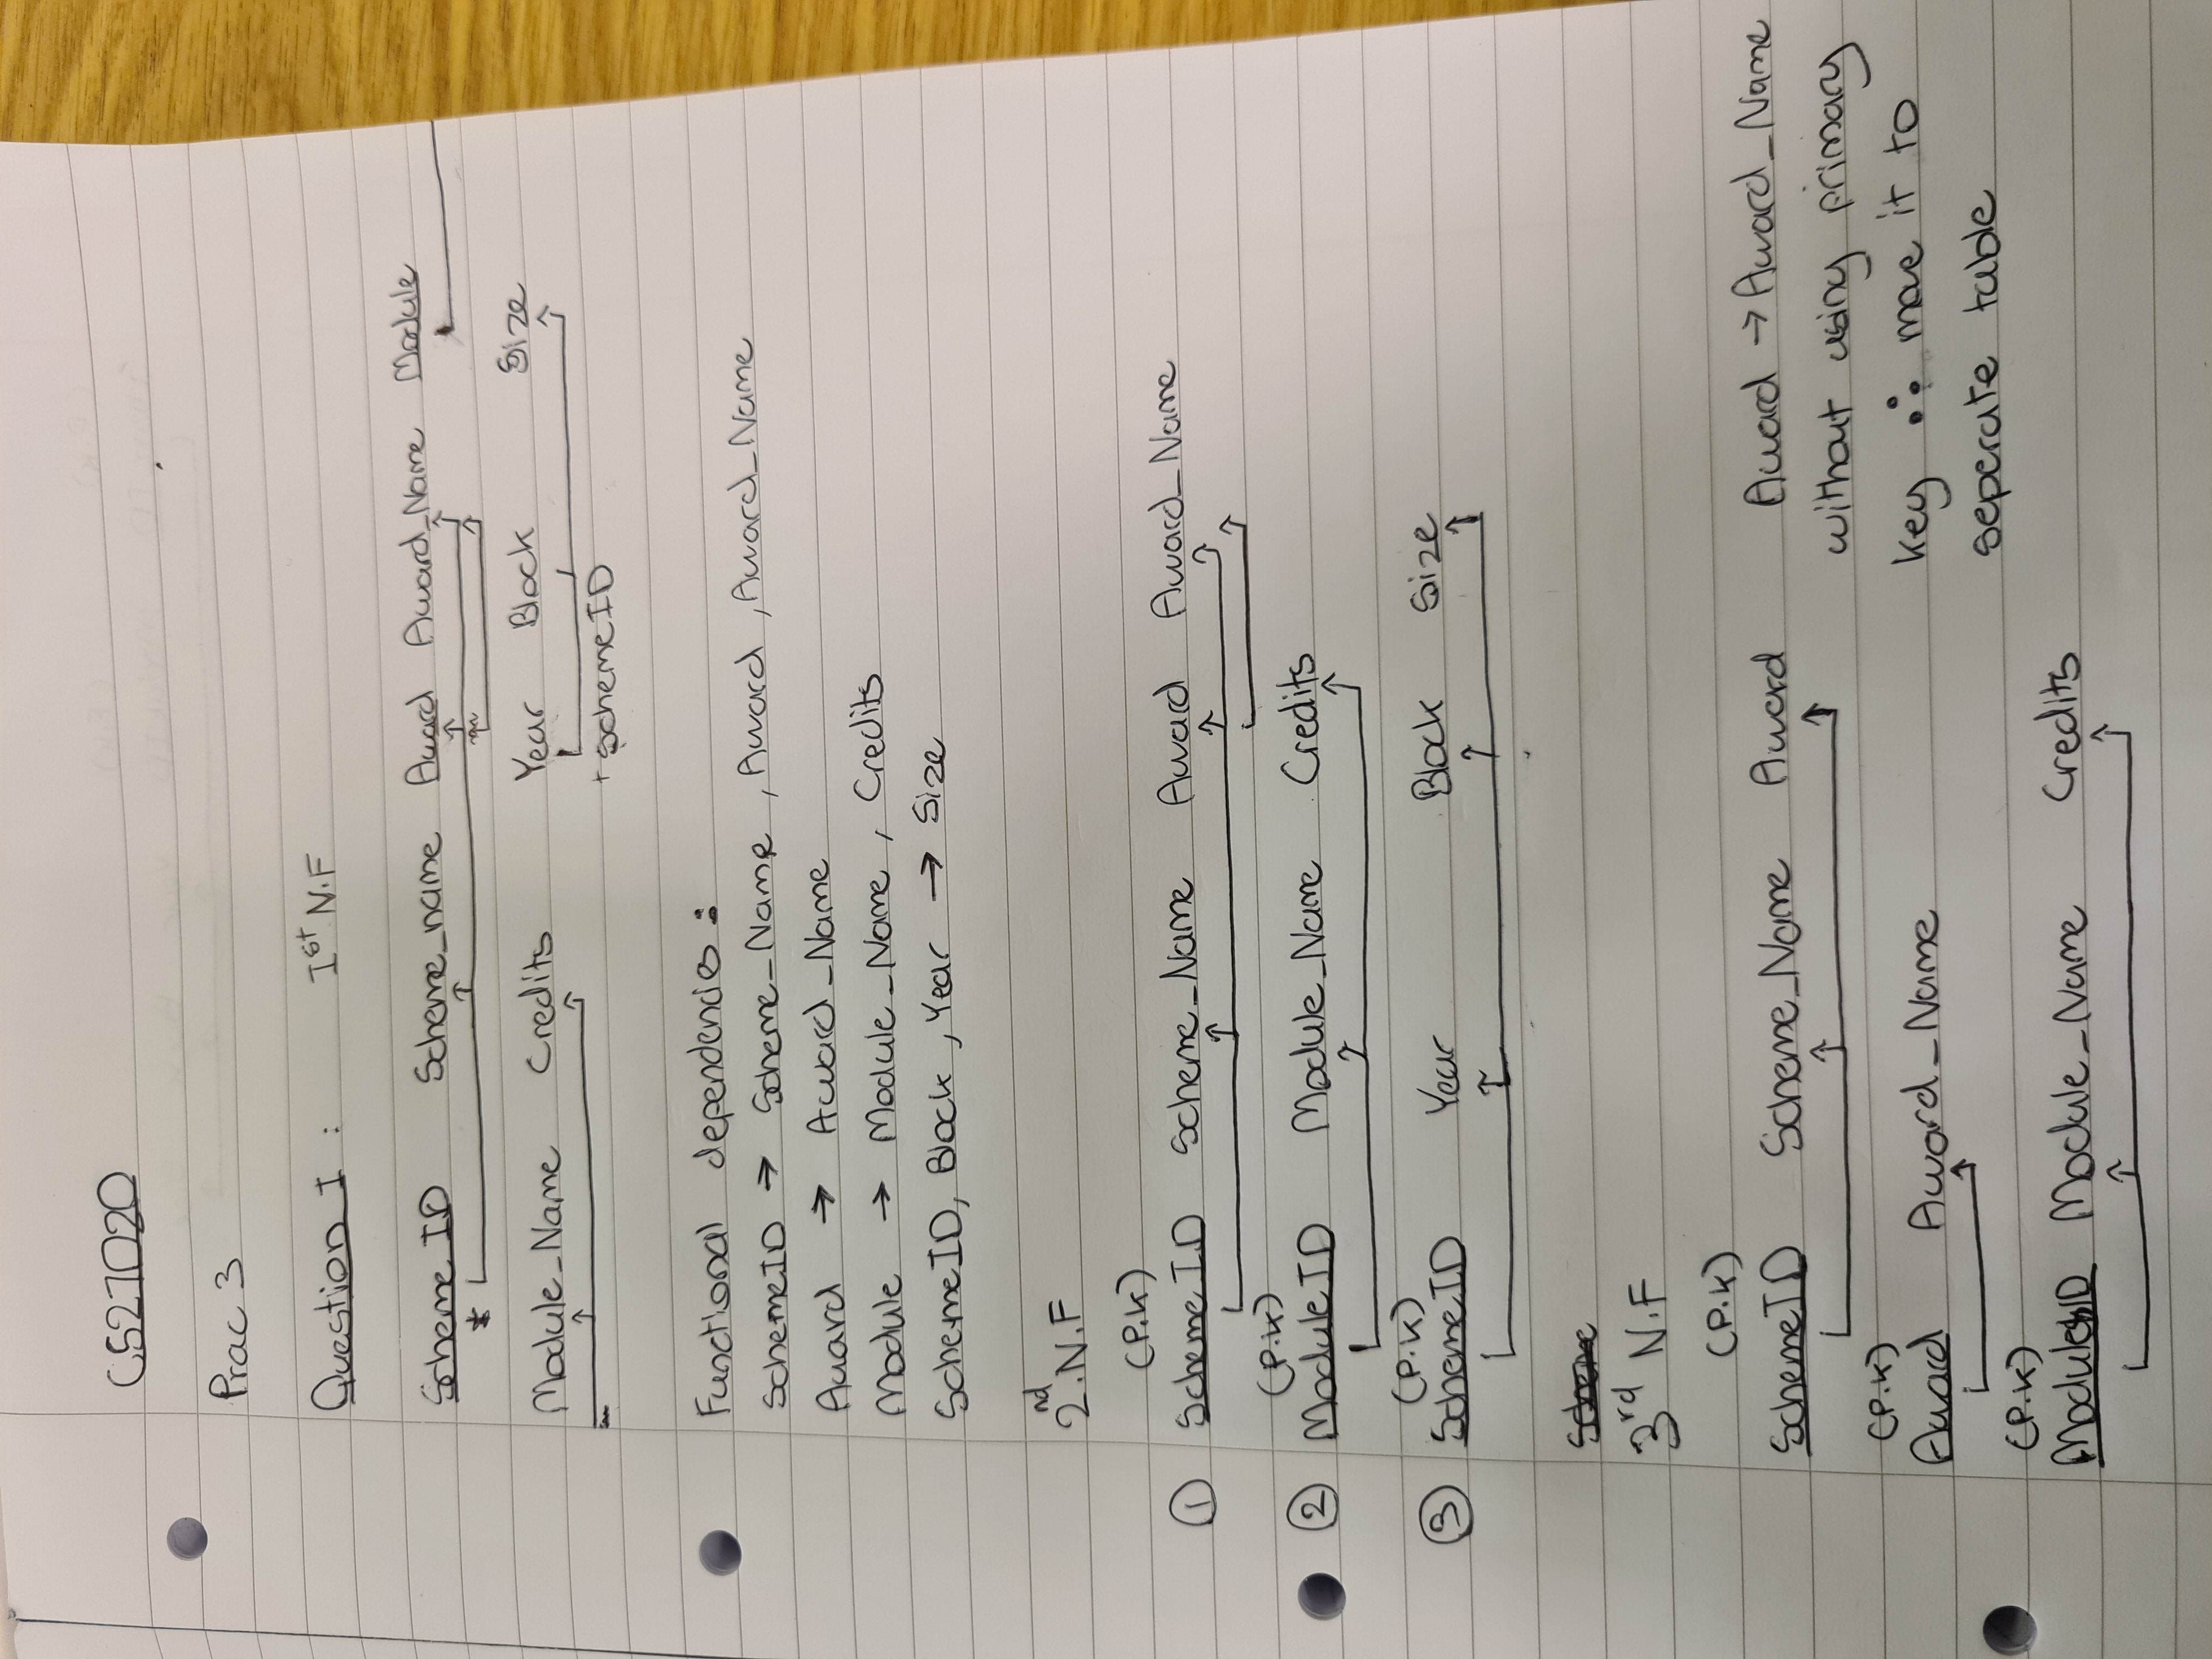 CS27020
Prac 3
Question 1 : 1st N.F
SchemeID Scheme_name Award Award_Name Module
*
Module_Name Credits Year Block Size
+ SchemeID
Functional dependencies :
SchemeID → Scheme_Name , Award , Award_Name
Award → Award_Name
Module → Module_Name , Credits
SchemeID, Block , Year → Size
2nd.N.F
(P.K)
① SchemeID Scheme_Name Award Award_Name
(P.K)
② ModuleID Module_Name Credits
(P.K)
③ SchemeID Year Block Size
Scheme
3rd N.F
(P.K)
SchemeID Scheme_Name Award Award → Award_Name
without using primary
(P.K)
key ∴ move it to
Award Award_Name
seperate table
(P.K)
ModuleID Module_Name Credits